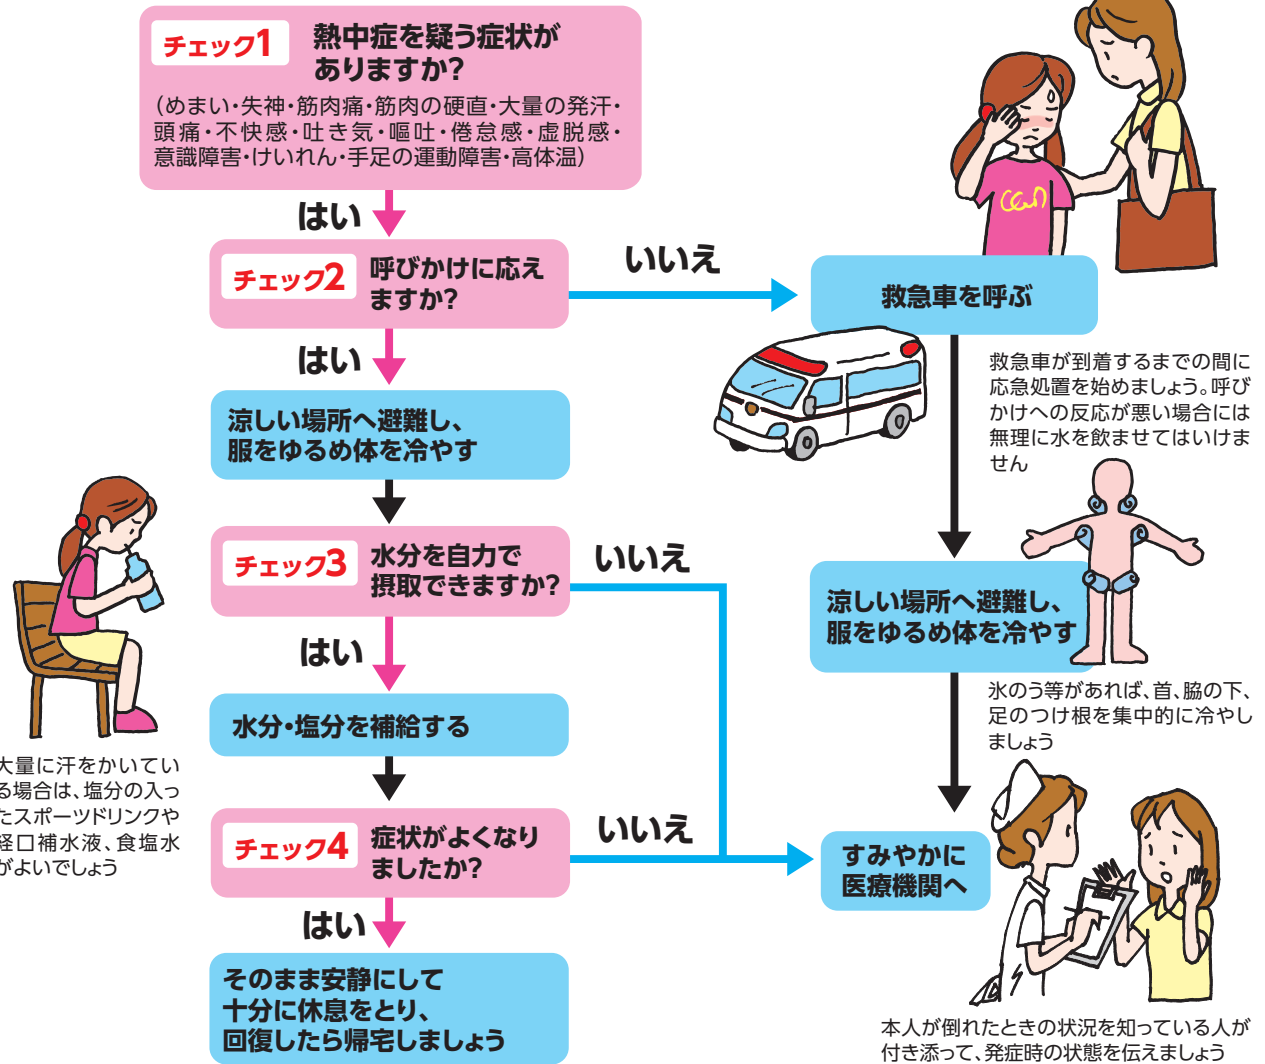 チェック1
熱中症を疑う症状が
ありますか?
（めまい・失神・筋肉痛・筋肉の硬直・大量の発汗・
頭痛・不快感・吐き気・嘔吐・倦怠感・虚脱感・
意識障害・けいれん・手足の運動障害・高体温）
はい
チェック2
呼びかけに応え
ますか?
いいえ
救急車を呼ぶ
救急車が到着するまでの間に
応急処置を始めましょう。呼び
かけへの反応が悪い場合には
無理に水を飲ませてはいけま
せん
はい
涼しい場所へ避難し、
服をゆるめ体を冷やす
チェック3
水分を自力で
摂取できますか?
いいえ
涼しい場所へ避難し、
服をゆるめ体を冷やす
氷のう等があれば、首、脇の下、
足のつけ根を集中的に冷やし
ましょう
はい
水分・塩分を補給する
大量に汗をかいてい
る場合は、塩分の入っ
たスポーツドリンクや
経口補水液、食塩水
がよいでしょう
チェック4
症状がよくなり
ましたか?
いいえ
すみやかに
医療機関へ
はい
そのまま安静にして
十分に休息をとり、
回復したら帰宅しましょう
本人が倒れたときの状況を知っている人が
付き添って、発症時の状態を伝えましょう